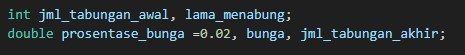 int jml_tabungan_awal, lama_menabung;
double prosentase_bunga =0.02, bunga, jml_tabungan_akhir;